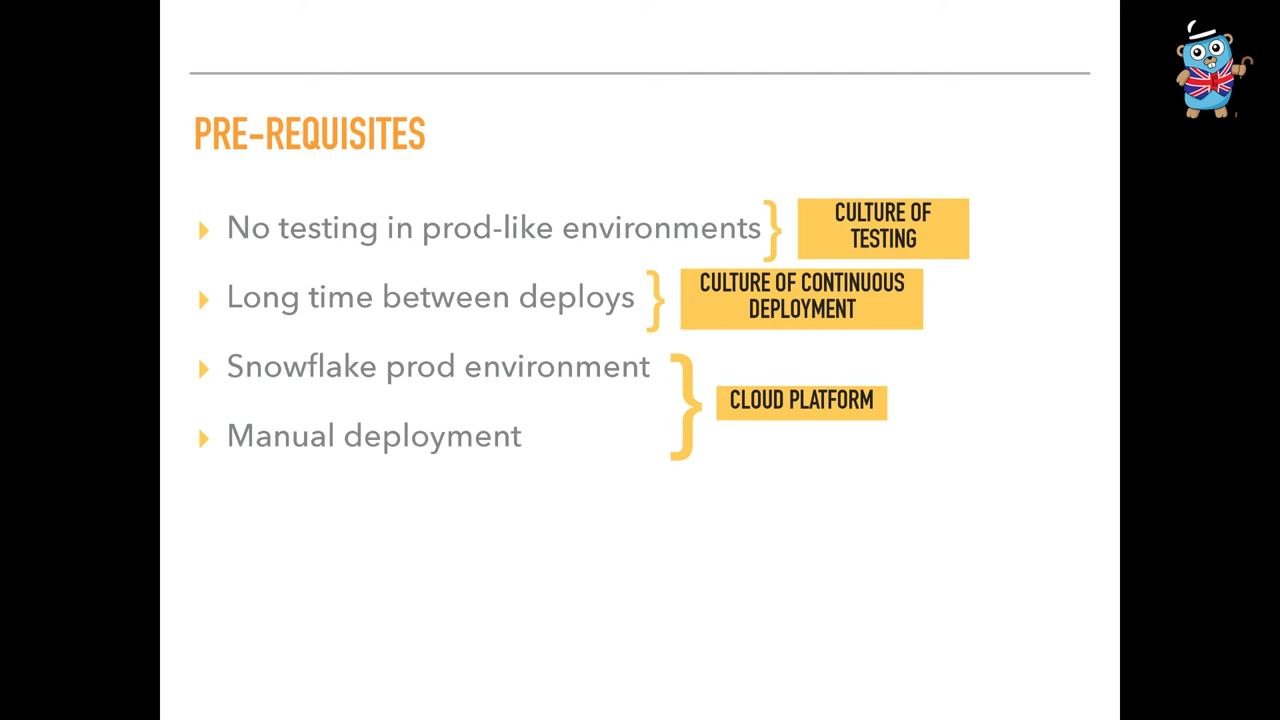 PRE-REQUISITES
No testing in prod-like environments
CULTURE OF
TESTING
Long time between deploys
CULTURE OF CONTINUOUS
DEPLOYMENT
Snowflake prod environment
Manual deployment
CLOUD PLATFORM